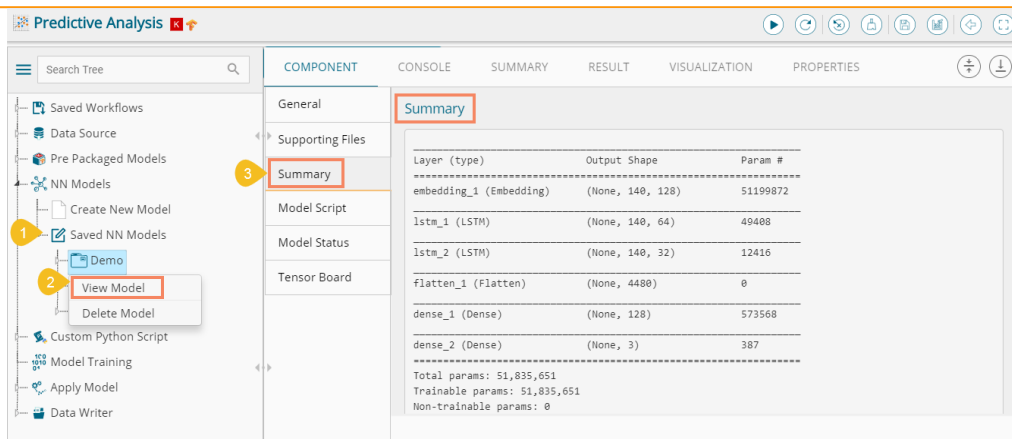 Predictive Analysis K
Search Tree
Saved Workflows
Data Source
Pre Packaged Models
NN Models
Create New Model
1
Saved NN Models
Demo
2
View Model
Delete Model
Custom Python Script
Model Training
Apply Model
Data Writer
COMPONENT CONSOLE SUMMARY RESULT VISUALIZATION PROPERTIES
General
Supporting Files
3
Summary
Model Script
Model Status
Tensor Board
Summary
Layer (type) Output Shape Param #
embedding_1 (Embedding) (None, 140, 128) 51199872
lstm_1 (LSTM) (None, 140, 64) 49408
lstm_2 (LSTM) (None, 140, 32) 12416
flatten_1 (Flatten) (None, 4480) 0
dense_1 (Dense) (None, 128) 573568
dense_2 (Dense) (None, 3) 387
Total params: 51,835,651
Trainable params: 51,835,651
Non-trainable params: 0